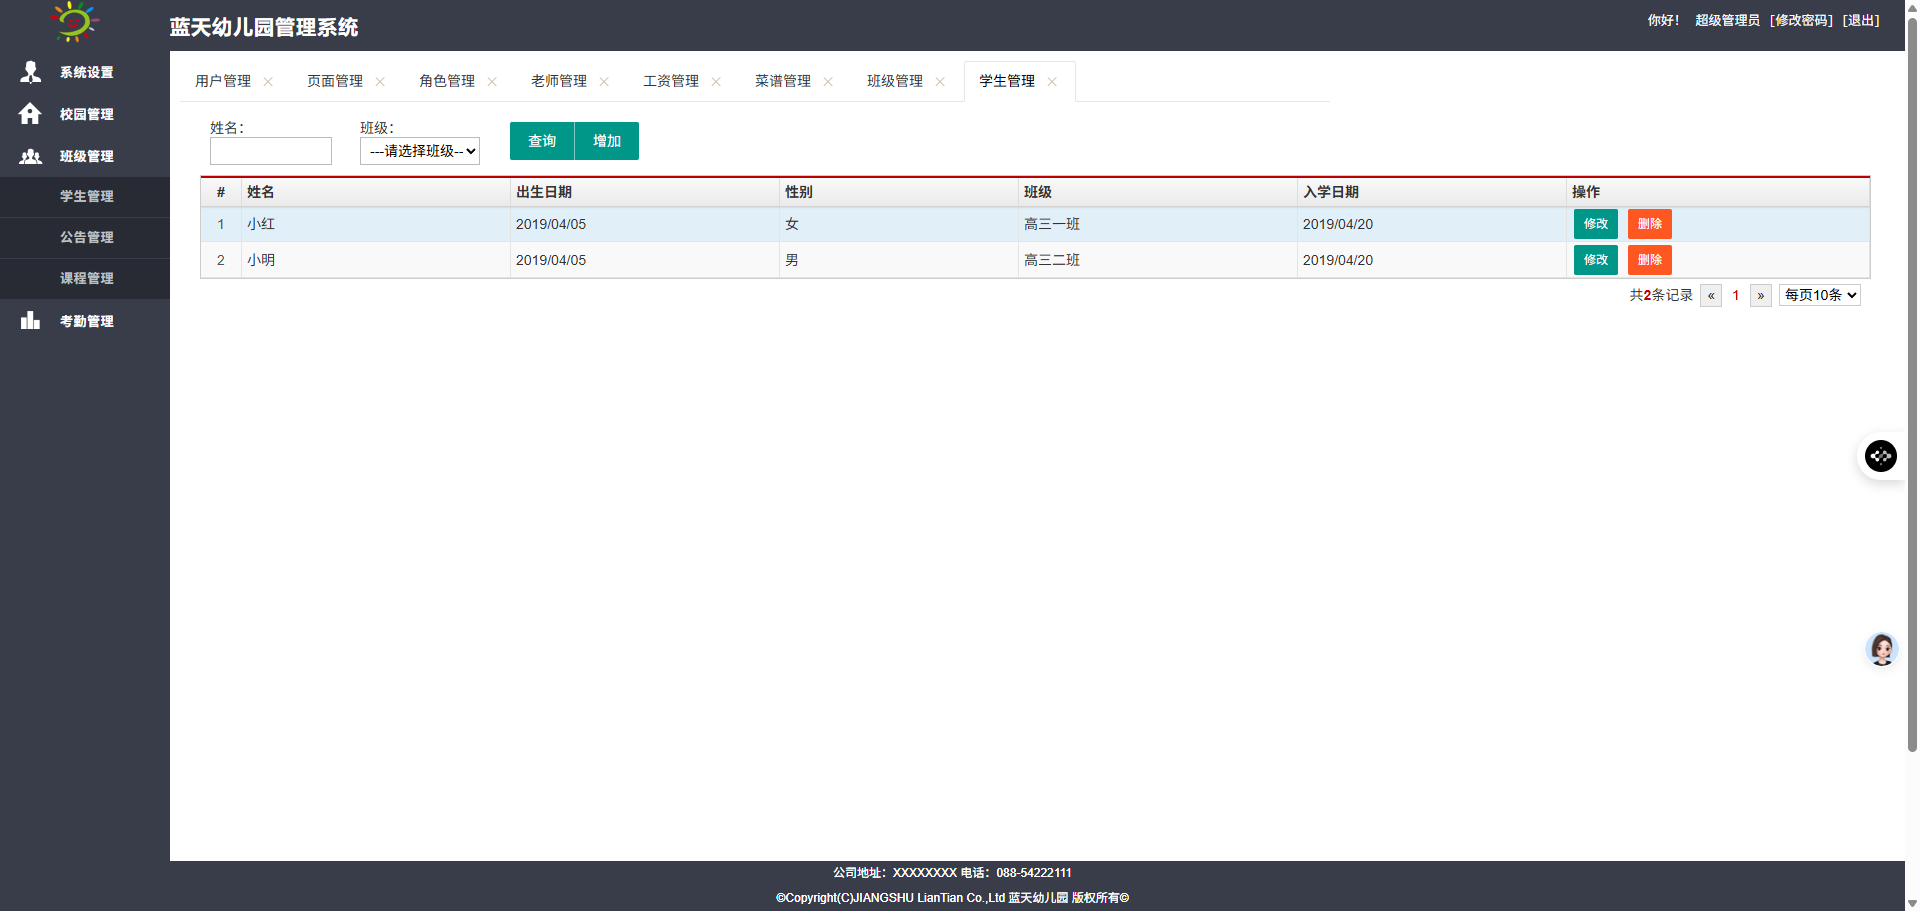 蓝天幼儿园管理系统
你好! 超级管理员 [修改密码] [退出]
系统设置
校园管理
班级管理
学生管理
公告管理
课程管理
考勤管理
用户管理 页面管理 角色管理 老师管理 工资管理 菜谱管理 班级管理 学生管理
姓名: 班级:
---请选择班级-- 查询 增加
# 姓名 出生日期 性别 班级 入学日期 操作
1 小红 2019/04/05 女 高三一班 2019/04/20 修改 删除
2 小明 2019/04/05 男 高三二班 2019/04/20 修改 删除
共2条记录 « 1 » 每页10条
公司地址：XXXXXXXX 电话：088-54222111
©Copyright(C)JIANGSHU LianTian Co.,Ltd 蓝天幼儿园 版权所有©